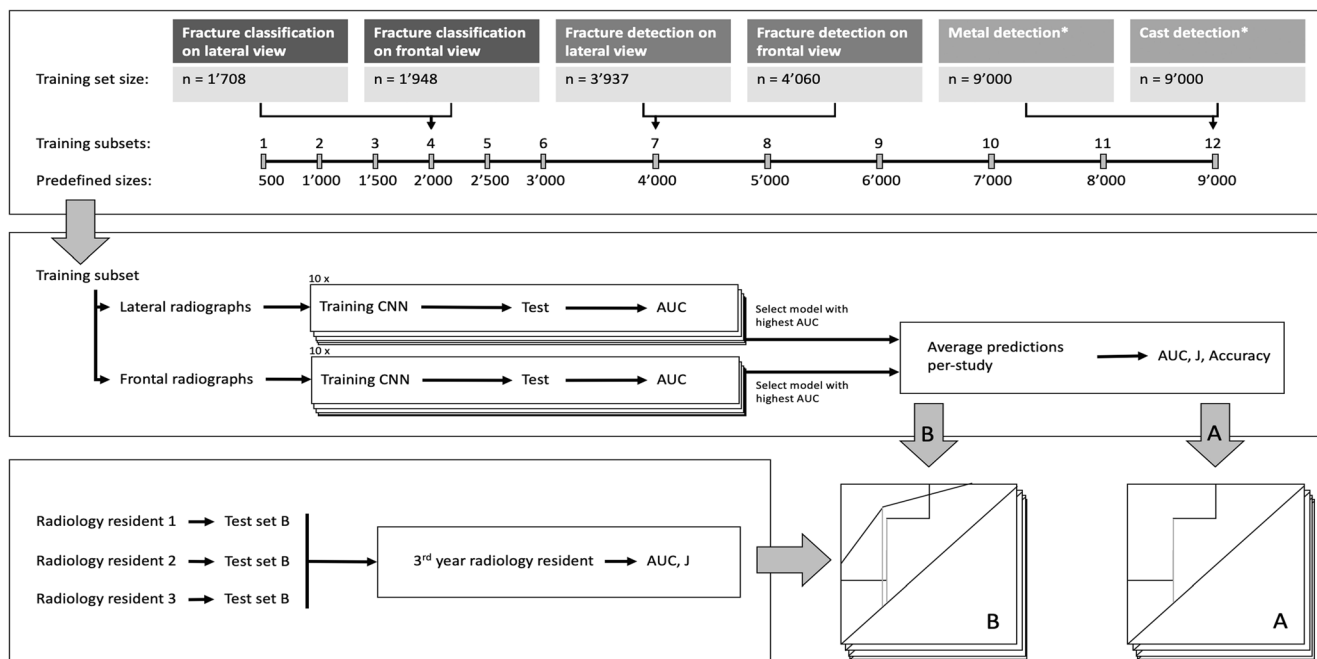 Fracture classification on lateral view
Fracture classification on frontal view
Fracture detection on lateral view
Fracture detection on frontal view
Metal detection*
Cast detection*
Training set size:
n = 1’708
n = 1’948
n = 3’937
n = 4’060
n = 9’000
n = 9’000
Training subsets:
1 2 3 4 5 6 7 8 9 10 11 12
Predefined sizes:
500 1’000 1’500 2’000 2’500 3’000 4’000 5’000 6’000 7’000 8’000 9’000
Training subset
10 x
Lateral radiographs
Training CNN
Test
AUC
Select model with
highest AUC
10 x
Frontal radiographs
Training CNN
Test
AUC
Select model with
highest AUC
Average predictions
per-study
AUC, J, Accuracy
B
A
Radiology resident 1
Test set B
Radiology resident 2
Test set B
Radiology resident 3
Test set B
3rd year radiology resident
AUC, J
B
A